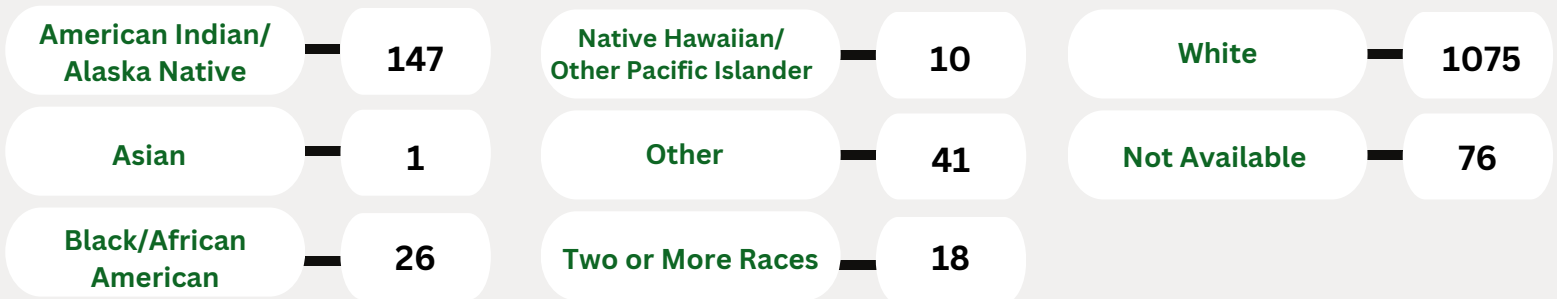 American Indian/
Alaska Native
147
Asian
1
Black/African
American
26
Native Hawaiian/
Other Pacific Islander
10
Other
41
Two or More Races
18
White
1075
Not Available
76